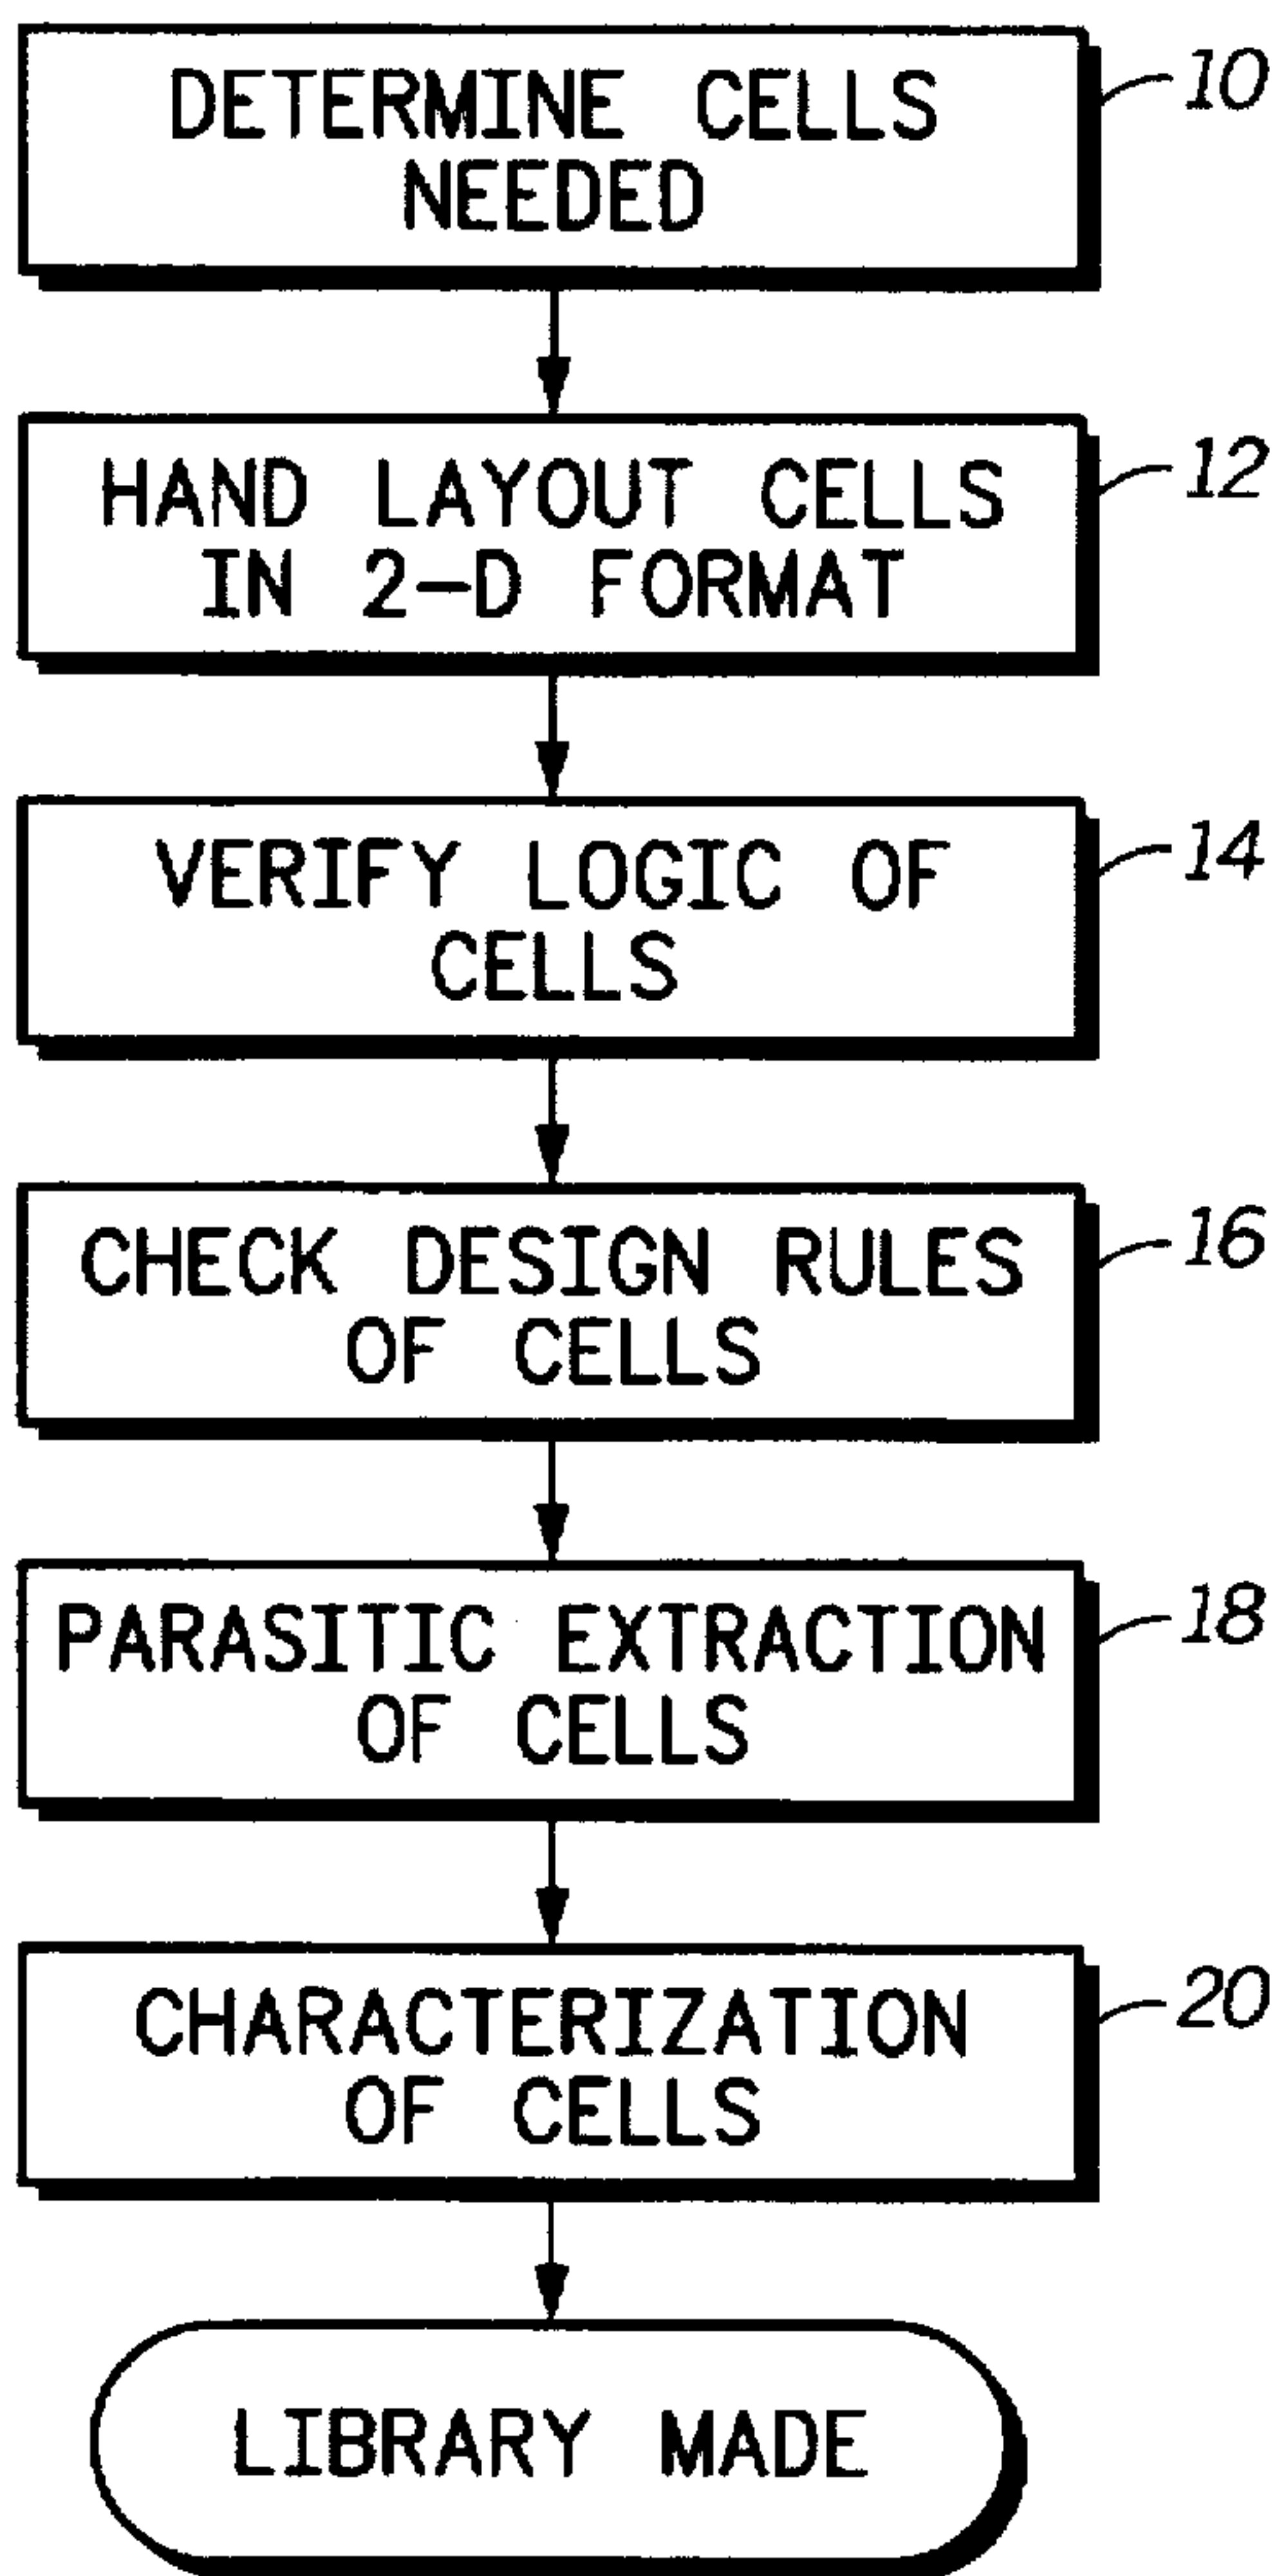 DETERMINE CELLS
NEEDED
10
HAND LAYOUT CELLS
IN 2-D FORMAT
12
VERIFY LOGIC OF
CELLS
14
CHECK DESIGN RULES
OF CELLS
16
PARASITIC EXTRACTION
OF CELLS
18
CHARACTERIZATION
OF CELLS
20
LIBRARY MADE